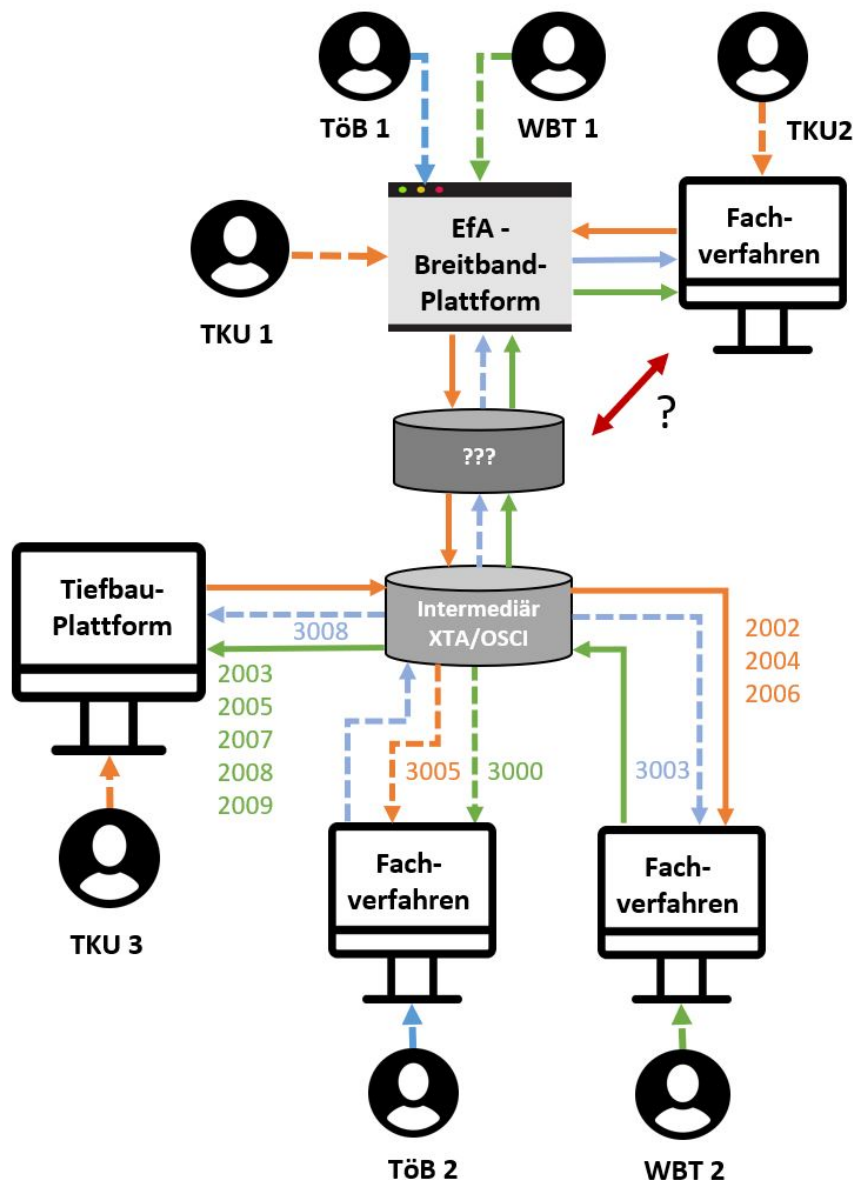 TöB 1
WBT 1
TKU2
EfA -
Breitband-
Plattform
Fach-
verfahren
TKU 1
?
???
Tiefbau-
Plattform
Intermediär
XTA/OSCI
3008
2002
2004
2006
2003
2005
2007
2008
2009
3005
3000
3003
Fach-
verfahren
Fach-
verfahren
TKU 3
TöB 2
WBT 2